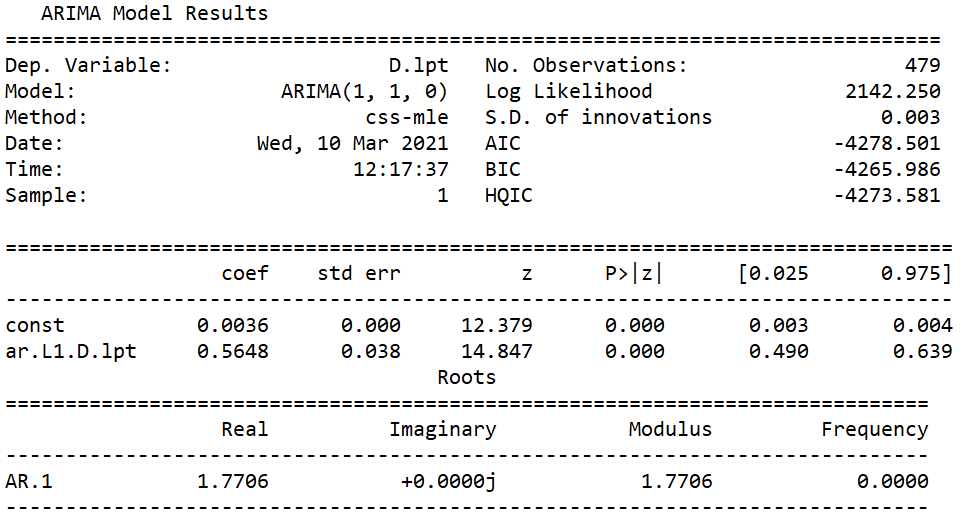 ARIMA Model Results
==============================================================================
Dep. Variable:                  D.lpt   No. Observations:                  479
Model:                 ARIMA(1, 1, 0)   Log Likelihood                2142.250
Method:                       css-mle   S.D. of innovations              0.003
Date:                Wed, 10 Mar 2021   AIC                          -4278.501
Time:                        12:17:37   BIC                          -4265.986
Sample:                             1   HQIC                         -4273.581
===============================================================================
                  coef    std err          z      P>|z|      [0.025      0.975]
-------------------------------------------------------------------------------
const           0.0036      0.000     12.379      0.000       0.003       0.004
ar.L1.D.lpt     0.5648      0.038     14.847      0.000       0.490       0.639
                                    Roots
=============================================================================
                  Real          Imaginary           Modulus         Frequency
-----------------------------------------------------------------------------
AR.1            1.7706           +0.0000j            1.7706            0.0000
-----------------------------------------------------------------------------